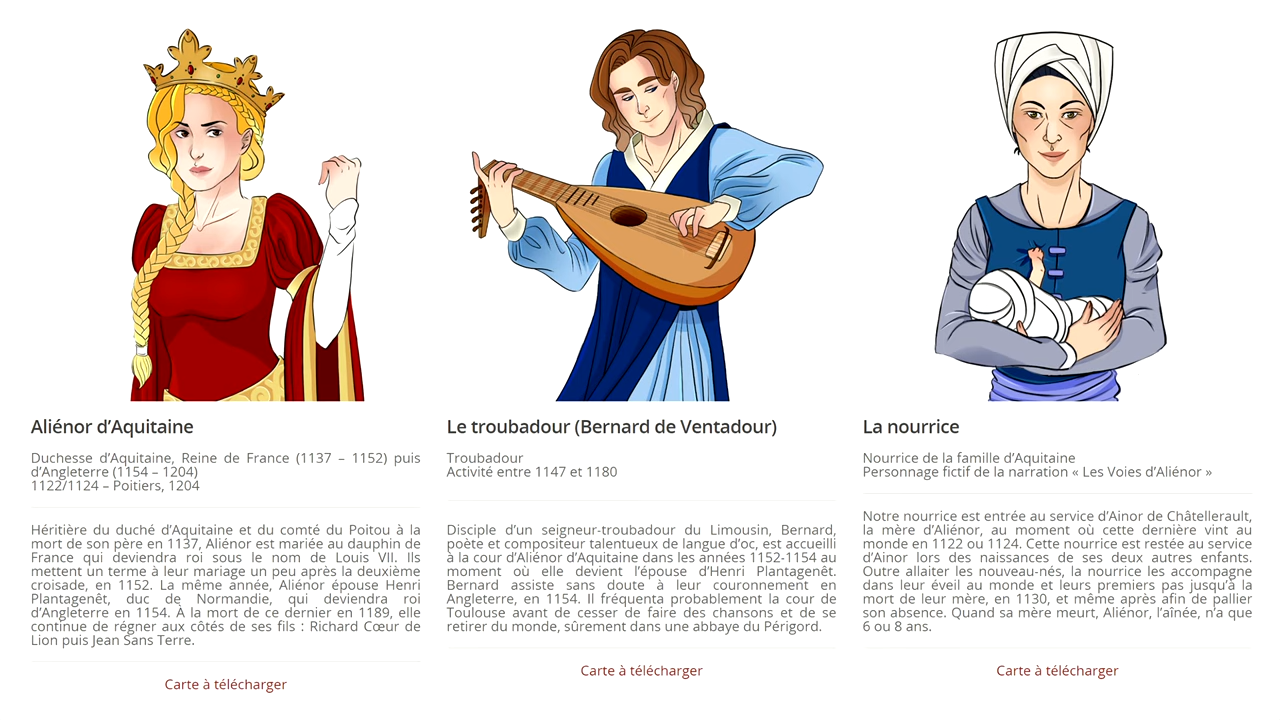 Aliénor d’Aquitaine
Duchesse d’Aquitaine, Reine de France (1137 – 1152) puis
d’Angleterre (1154 – 1204)
1122/1124 – Poitiers, 1204
Héritière du duché d’Aquitaine et du comté du Poitou à la
mort de son père en 1137, Aliénor est mariée au dauphin de
France qui deviendra roi sous le nom de Louis VII. Ils
mettent un terme à leur mariage un peu après la deuxième
croisade, en 1152. La même année, Aliénor épouse Henri
Plantagenêt, duc de Normandie, qui deviendra roi
d’Angleterre en 1154. À la mort de ce dernier en 1189, elle
continue de régner aux côtés de ses fils : Richard Cœur de
Lion puis Jean Sans Terre.
Carte à télécharger
Le troubadour (Bernard de Ventadour)
Troubadour
Activité entre 1147 et 1180
Disciple d’un seigneur-troubadour du Limousin, Bernard,
poète et compositeur talentueux de langue d’oc, est accueilli
à la cour d’Aliénor d’Aquitaine dans les années 1152-1154 au
moment où elle devient l’épouse d’Henri Plantagenêt.
Bernard assiste sans doute à leur couronnement en
Angleterre, en 1154. Il fréquenta probablement la cour de
Toulouse avant de cesser de faire des chansons et de se
retirer du monde, sûrement dans une abbaye du Périgord.
Carte à télécharger
La nourrice
Nourrice de la famille d’Aquitaine
Personnage fictif de la narration « Les Voies d’Aliénor »
Notre nourrice est entrée au service d’Ainor de Châtellerault,
la mère d’Aliénor, au moment où cette dernière vint au
monde en 1122 ou 1124. Cette nourrice est restée au service
d’Ainor lors des naissances de ses deux autres enfants.
Outre allaiter les nouveau-nés, la nourrice les accompagne
dans leur éveil au monde et leurs premiers pas jusqu’à la
mort de leur mère, en 1130, et même après afin de pallier
son absence. Quand sa mère meurt, Aliénor, l’aînée, n’a que
6 ou 8 ans.
Carte à télécharger